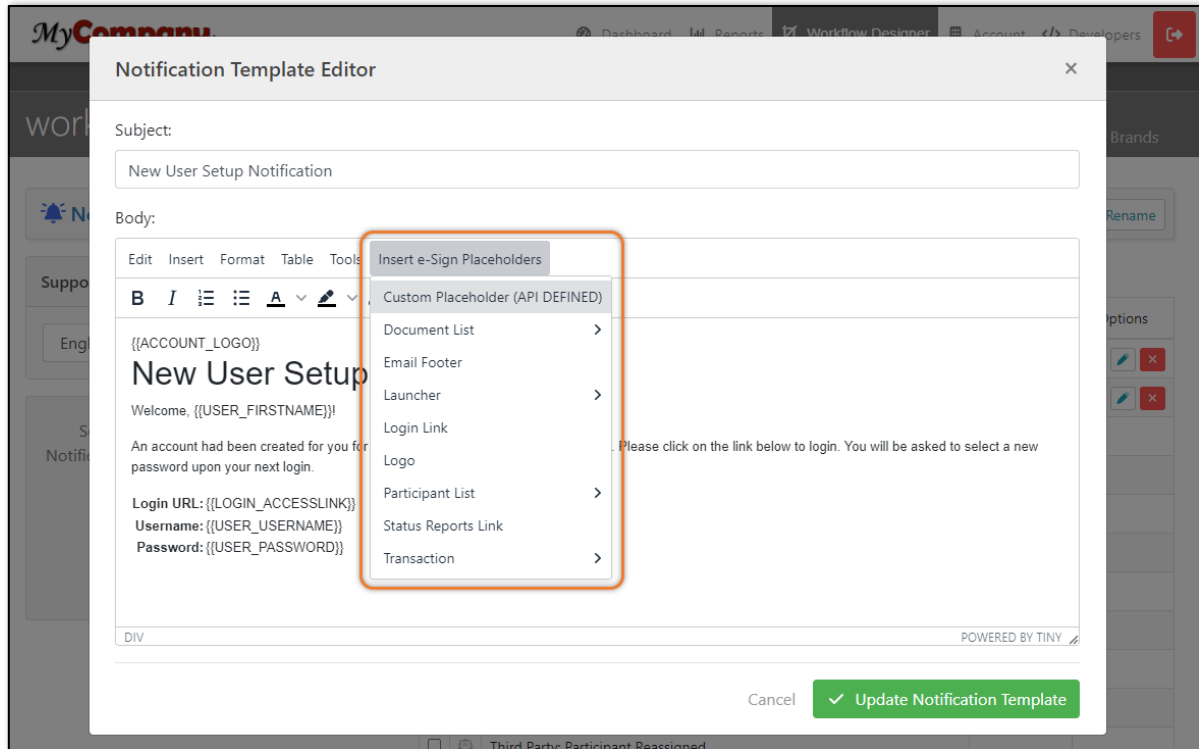 MyCompany.
Dashboard Reports Workflow Designer Account Developers
Notification Template Editor
Brands
Subject:
New User Setup Notification
Rename
Body:
Edit Insert Format Table Tools Insert e-Sign Placeholders
Custom Placeholder (API DEFINED)
Document List
Email Footer
Launcher
Login Link
Logo
Participant List
Status Reports Link
Transaction
{{ACCOUNT_LOGO}}
New User Setup
Welcome, {{USER_FIRSTNAME}}!
An account had been created for you for . Please click on the link below to login. You will be asked to select a new
password upon your next login.
Login URL: {{LOGIN_ACCESSLINK}}
Username: {{USER_USERNAME}}
Password: {{USER_PASSWORD}}
DIV POWERED BY TINY
Cancel Update Notification Template
Third Party: Participant Reassigned